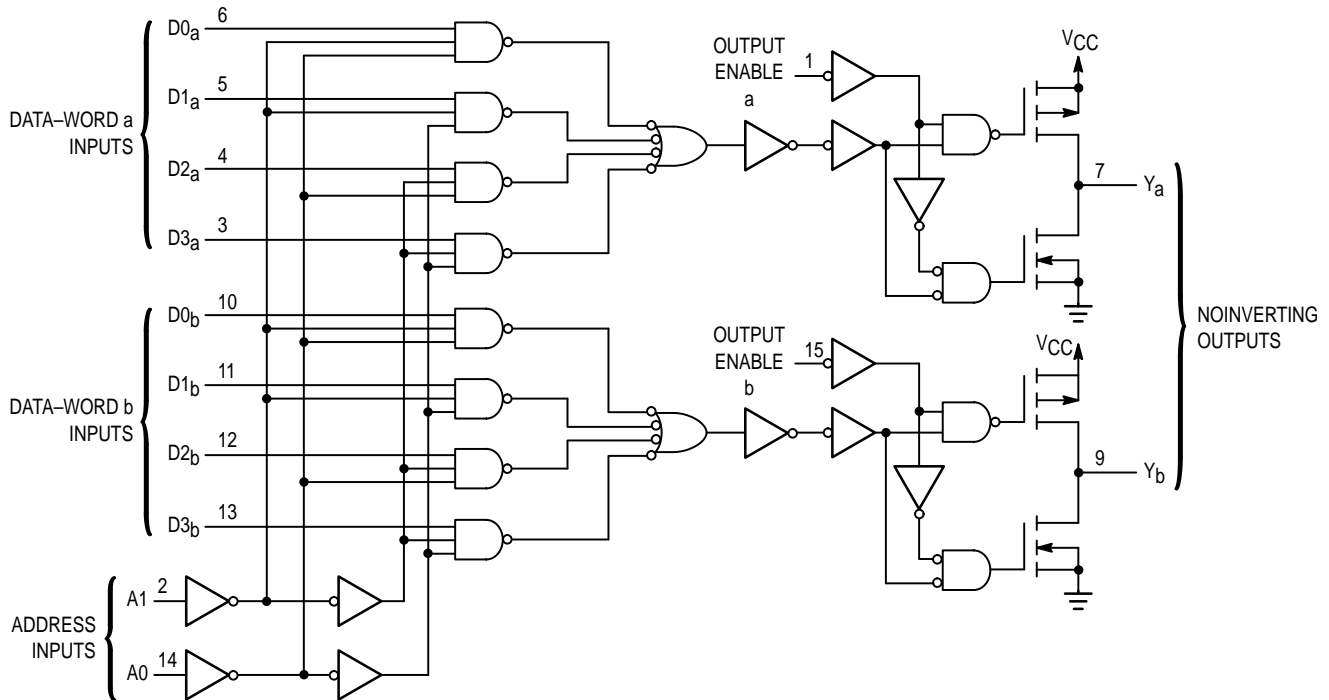 DATA–WORD a
INPUTS
D0a 6
D1a 5
D2a 4
D3a 3
OUTPUT
ENABLE
a
1
VCC
7
Ya
DATA–WORD b
INPUTS
D0b 10
D1b 11
D2b 12
D3b 13
OUTPUT
ENABLE
b
15
VCC
9
Yb
NOINVERTING
OUTPUTS
ADDRESS
INPUTS
A1 2
A0 14